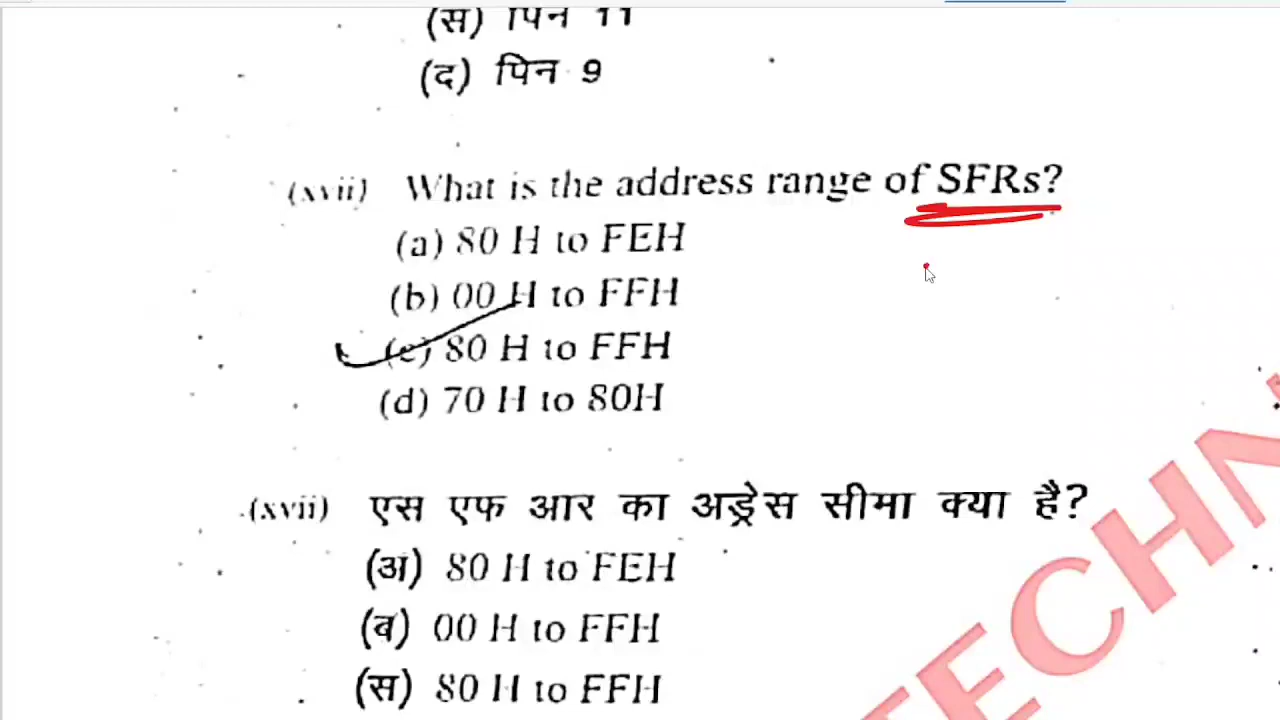 (स) पिन 11
(द) पिन 9
(xvii) What is the address range of SFRs?
(a) 80 H to FEH
(b) 00 H to FFH
(c) 80 H to FFH
(d) 70 H to 80H
(xvii) एस एफ आर का अड्रेस सीमा क्या है?
(अ) 80 H to FEH
(ब) 00 H to FFH
(स) 80 H to FFH
TECHN